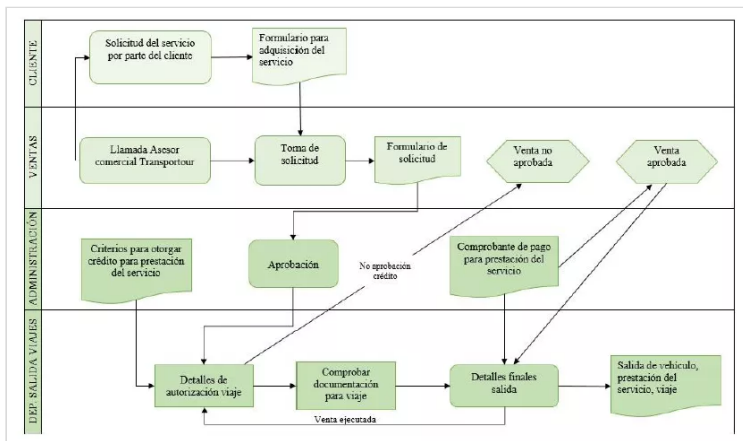 CLIENTE
Solicitud del servicio
por parte del cliente
Formulario para
adquisición del
servicio
VENTAS
Llamada Asesor
comercial Transportour
Toma de
solicitud
Formulario de
solicitud
Venta no
aprobada
Venta
aprobada
ADMINISTRACIÓN
Criterios para otorgar
crédito para prestación
del servicio
Aprobación
No aprobación
crédito
Comprobante de pago
para prestación del
servicio
DEP. SALIDA VIAJES
Detalles de
autorización viaje
Comprobar
documentación
para viaje
Detalles finales
salida
Salida de vehículo,
prestación del
servicio, viaje
Venta ejecutada